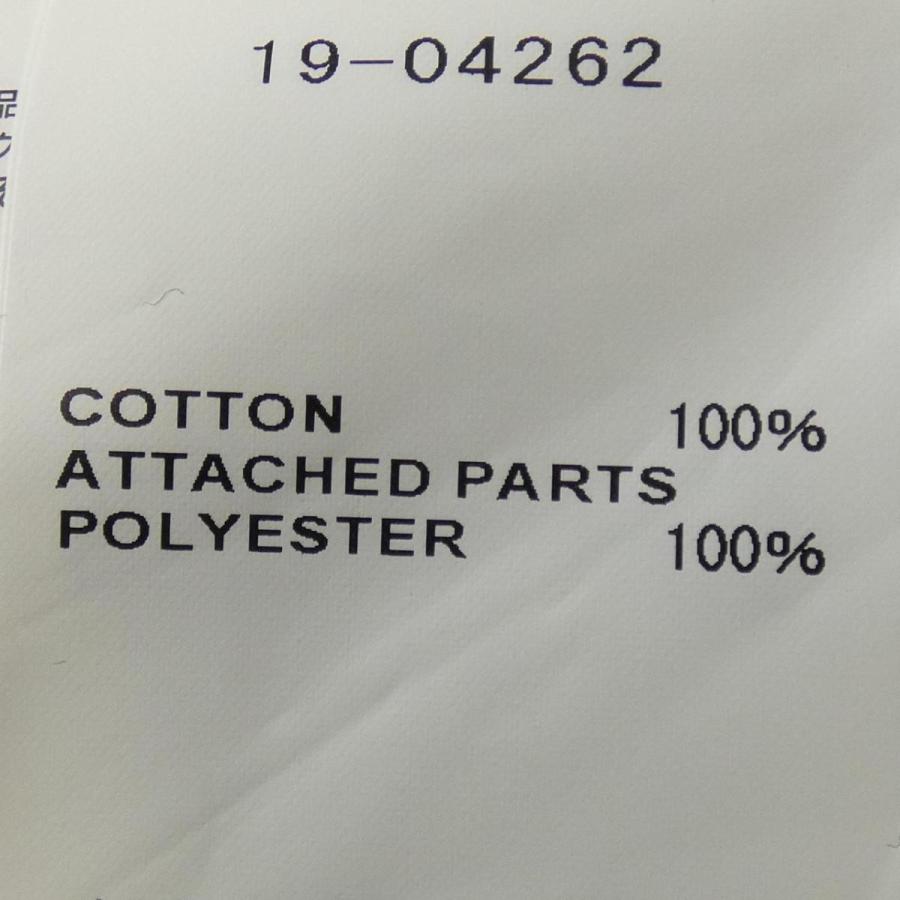 19-04262
COTTON 100%
ATTACHED PARTS
POLYESTER 100%